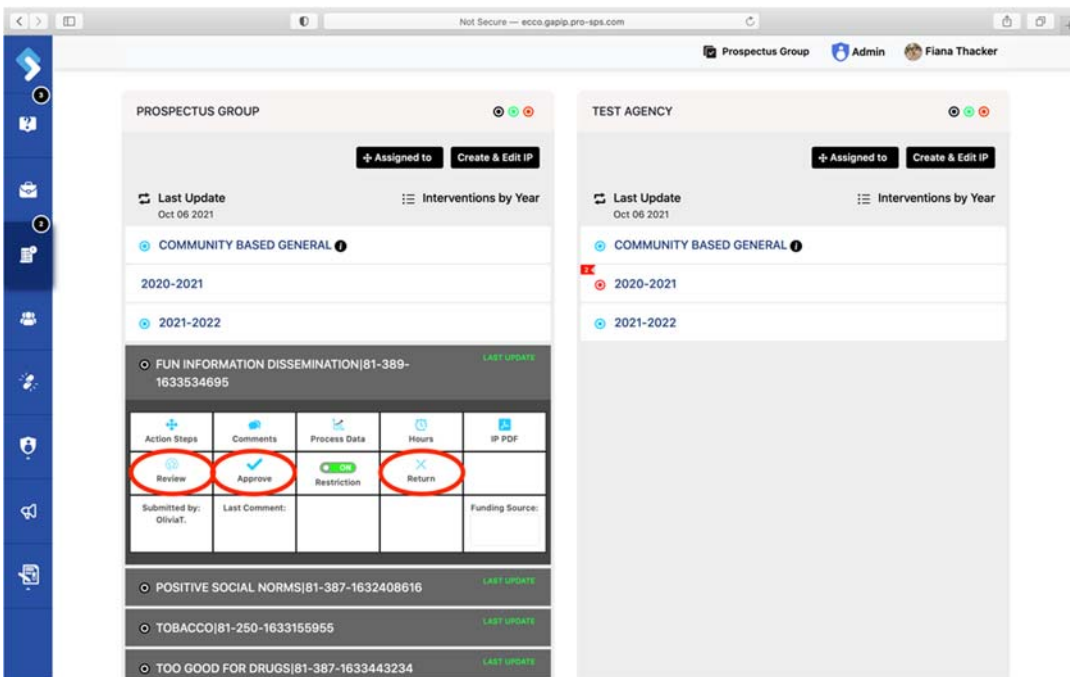 Not Secure — ecco.gapip.pro-sps.com
Prospectus Group
Admin
Fiana Thacker
3
2
PROSPECTUS GROUP
Assigned to
Create & Edit IP
Last Update
Oct 06 2021
Interventions by Year
COMMUNITY BASED GENERAL
2020-2021
2021-2022
FUN INFORMATION DISSEMINATION|81-389-
1633534695
LAST UPDATE
Action Steps
Comments
Process Data
Hours
IP PDF
Review
Approve
ON
Restriction
Return
Submitted by:
OliviaT.
Last Comment:
Funding Source:
POSITIVE SOCIAL NORMS|81-387-1632408616
LAST UPDATE
TOBACCO|81-250-1633155955
LAST UPDATE
TOO GOOD FOR DRUGS|81-387-1633443234
LAST UPDATE
TEST AGENCY
Assigned to
Create & Edit IP
Last Update
Oct 06 2021
Interventions by Year
COMMUNITY BASED GENERAL
2
2020-2021
2021-2022